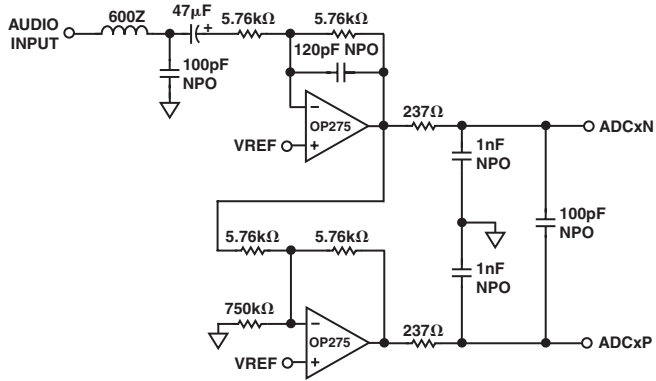 AUDIO
INPUT
600Z
47μF
+
5.76kΩ
5.76kΩ
120pF NPO
100pF
NPO
−
OP275
+
VREF
237Ω
ADCxN
1nF
NPO
100pF
NPO
5.76kΩ
5.76kΩ
1nF
NPO
750kΩ
−
OP275
+
VREF
237Ω
ADCxP